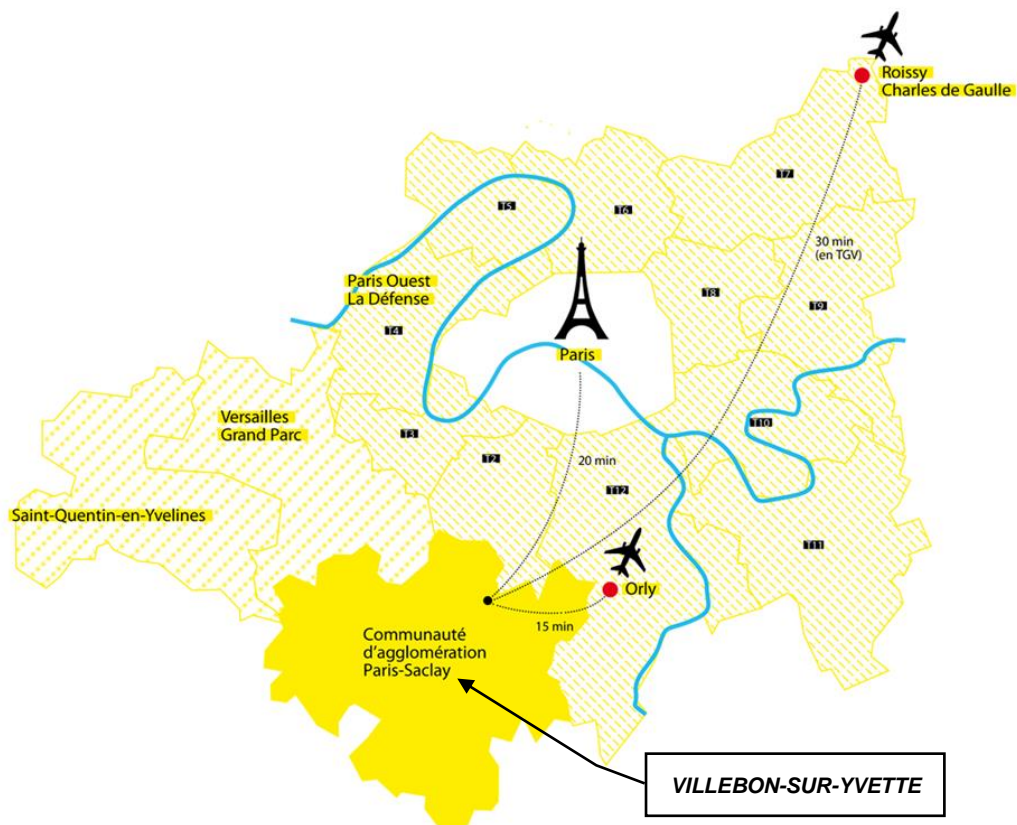 Roissy
Charles de Gaulle
T7
T5
T6
30 min
(en TGV)
Paris Ouest
La Défense
T8
T9
T4
Paris
Versailles
Grand Parc
T3
T10
T2
20 min
T12
Saint-Quentin-en-Yvelines
T11
Orly
15 min
Communauté
d'agglomération
Paris-Saclay
VILLEBON-SUR-YVETTE